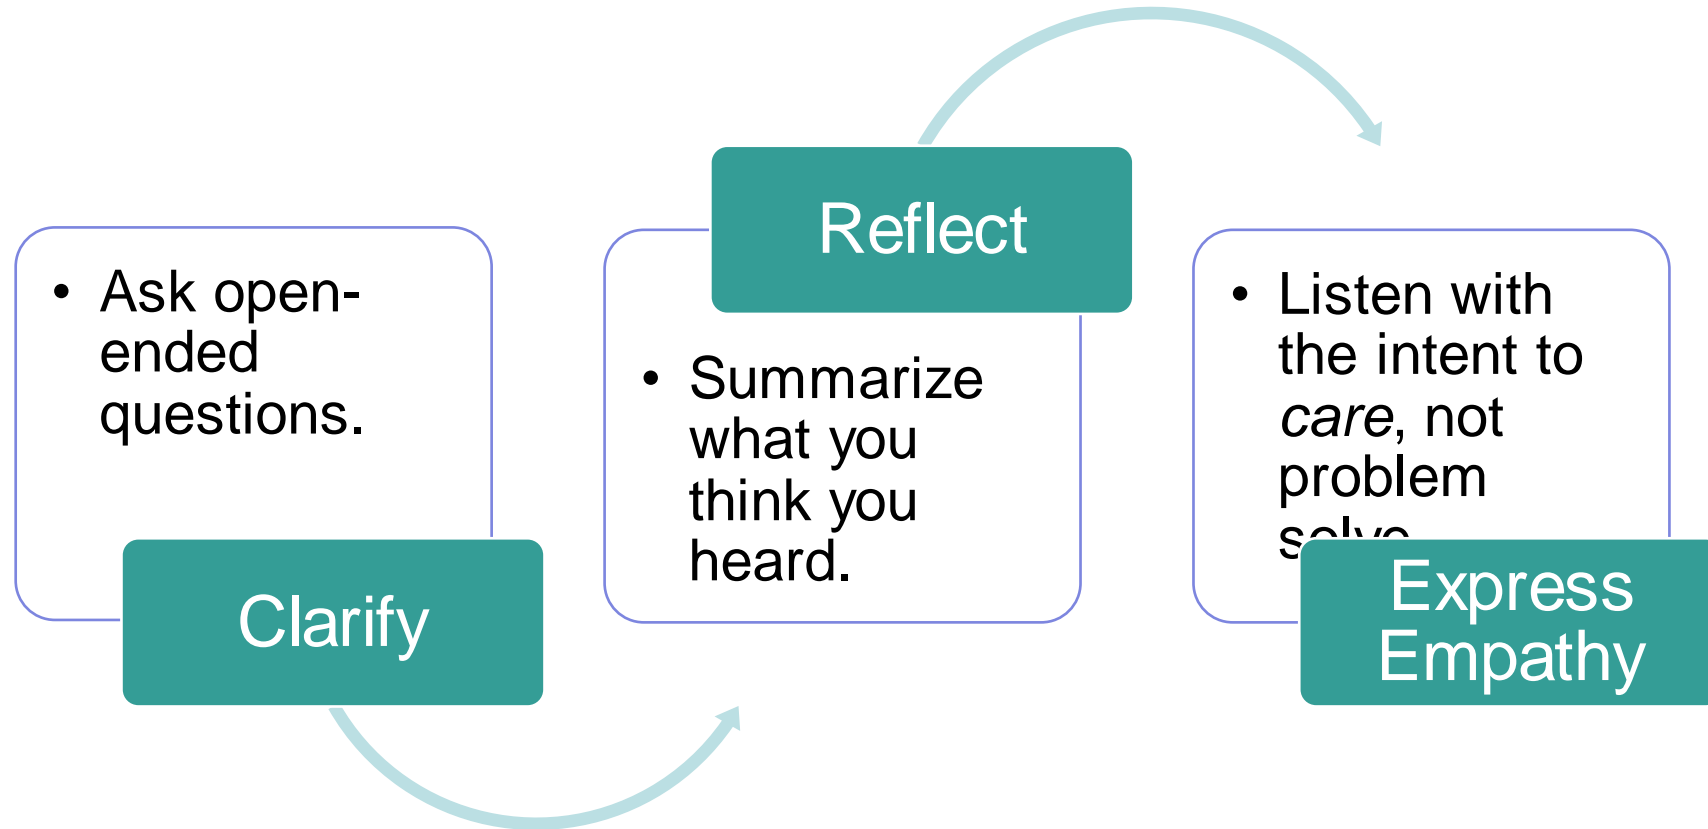 • Ask open-
ended
questions.
Clarify
Reflect
• Summarize
what you
think you
heard.
• Listen with
the intent to
care, not
problem
solve
Express
Empathy